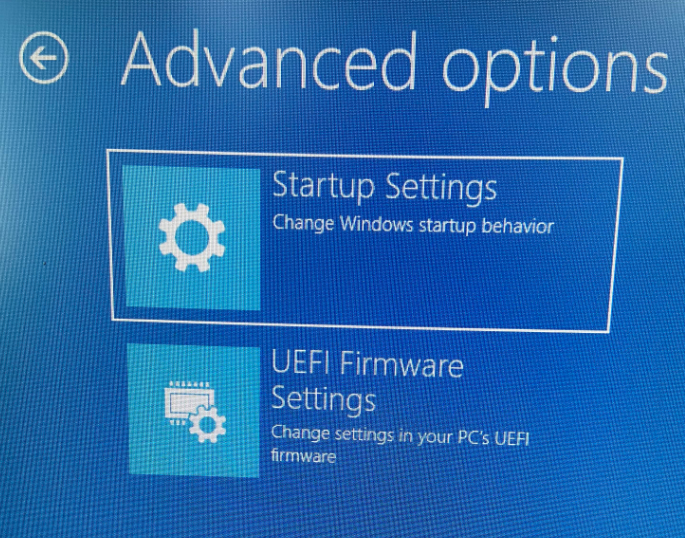 Advanced options
Startup Settings
Change Windows startup behavior
UEFI Firmware
Settings
Change settings in your PC's UEFI
firmware